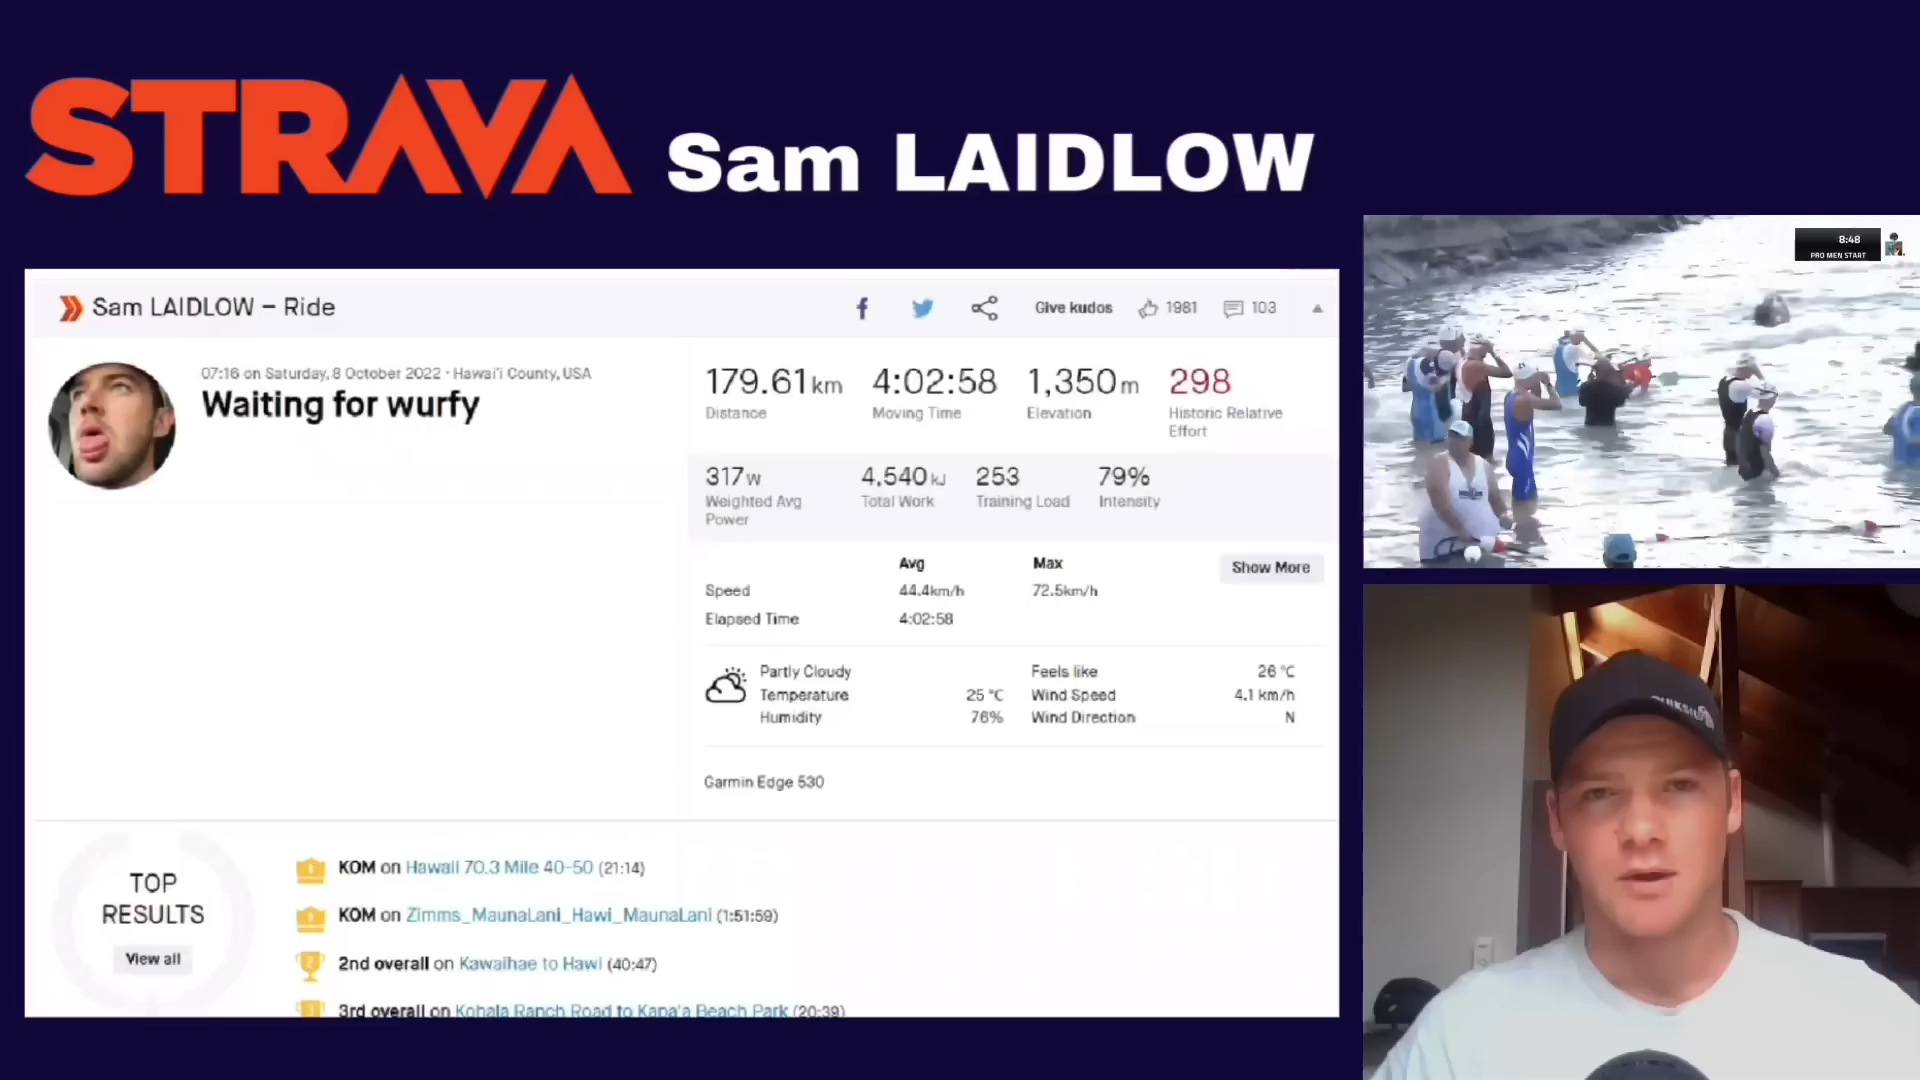 STRAVA Sam LAIDLOW
Sam LAIDLOW – Ride
Give kudos 1981 103
07:16 on Saturday, 8 October 2022 · Hawai'i County, USA
Waiting for wurfy
179.61km 4:02:58 1,350m 298
Distance Moving Time Elevation Historic Relative Effort
317W 4,540kJ 253 79%
Weighted Avg Power Total Work Training Load Intensity
Avg Max
Show More
Speed 44.4km/h 72.5km/h
Elapsed Time 4:02:58
Partly Cloudy Feels like 26 °C
Temperature 25 °C Wind Speed 4.1 km/h
Humidity 76% Wind Direction N
Garmin Edge 530
TOP RESULTS
View all
KOM on Hawaii 70.3 Mile 40-50 (21:14)
KOM on Zimms_MaunaLani_Hawi_MaunaLani (1:51:59)
2nd overall on Kawaihae to Hawi (40:47)
3rd overall on Kohala Ranch Road to Kapa'a Beach Park (20:39)
8:48
PRO MEN START